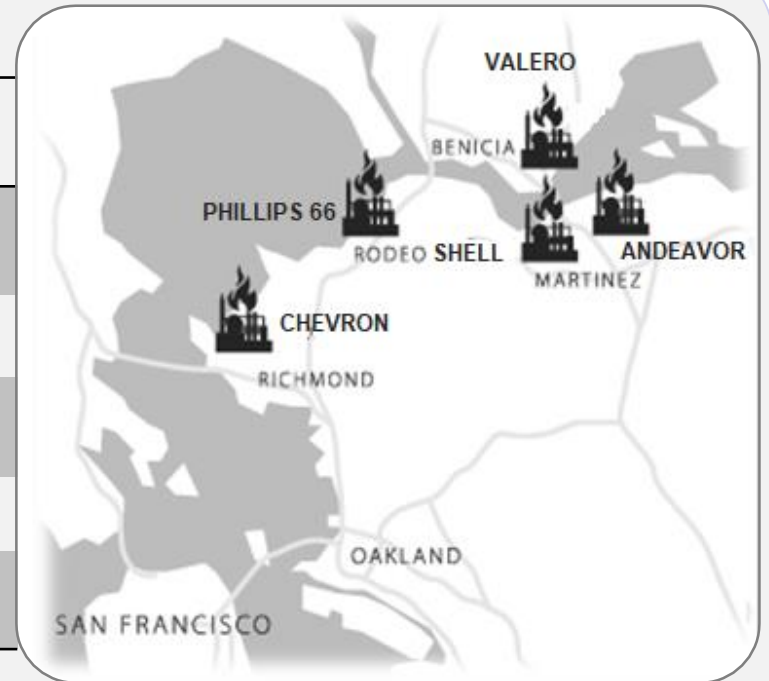 VALERO
BENICIA
PHILLIPS 66
RODEO SHELL
ANDEAVOR
MARTINEZ
CHEVRON
RICHMOND
OAKLAND
SAN FRANCISCO